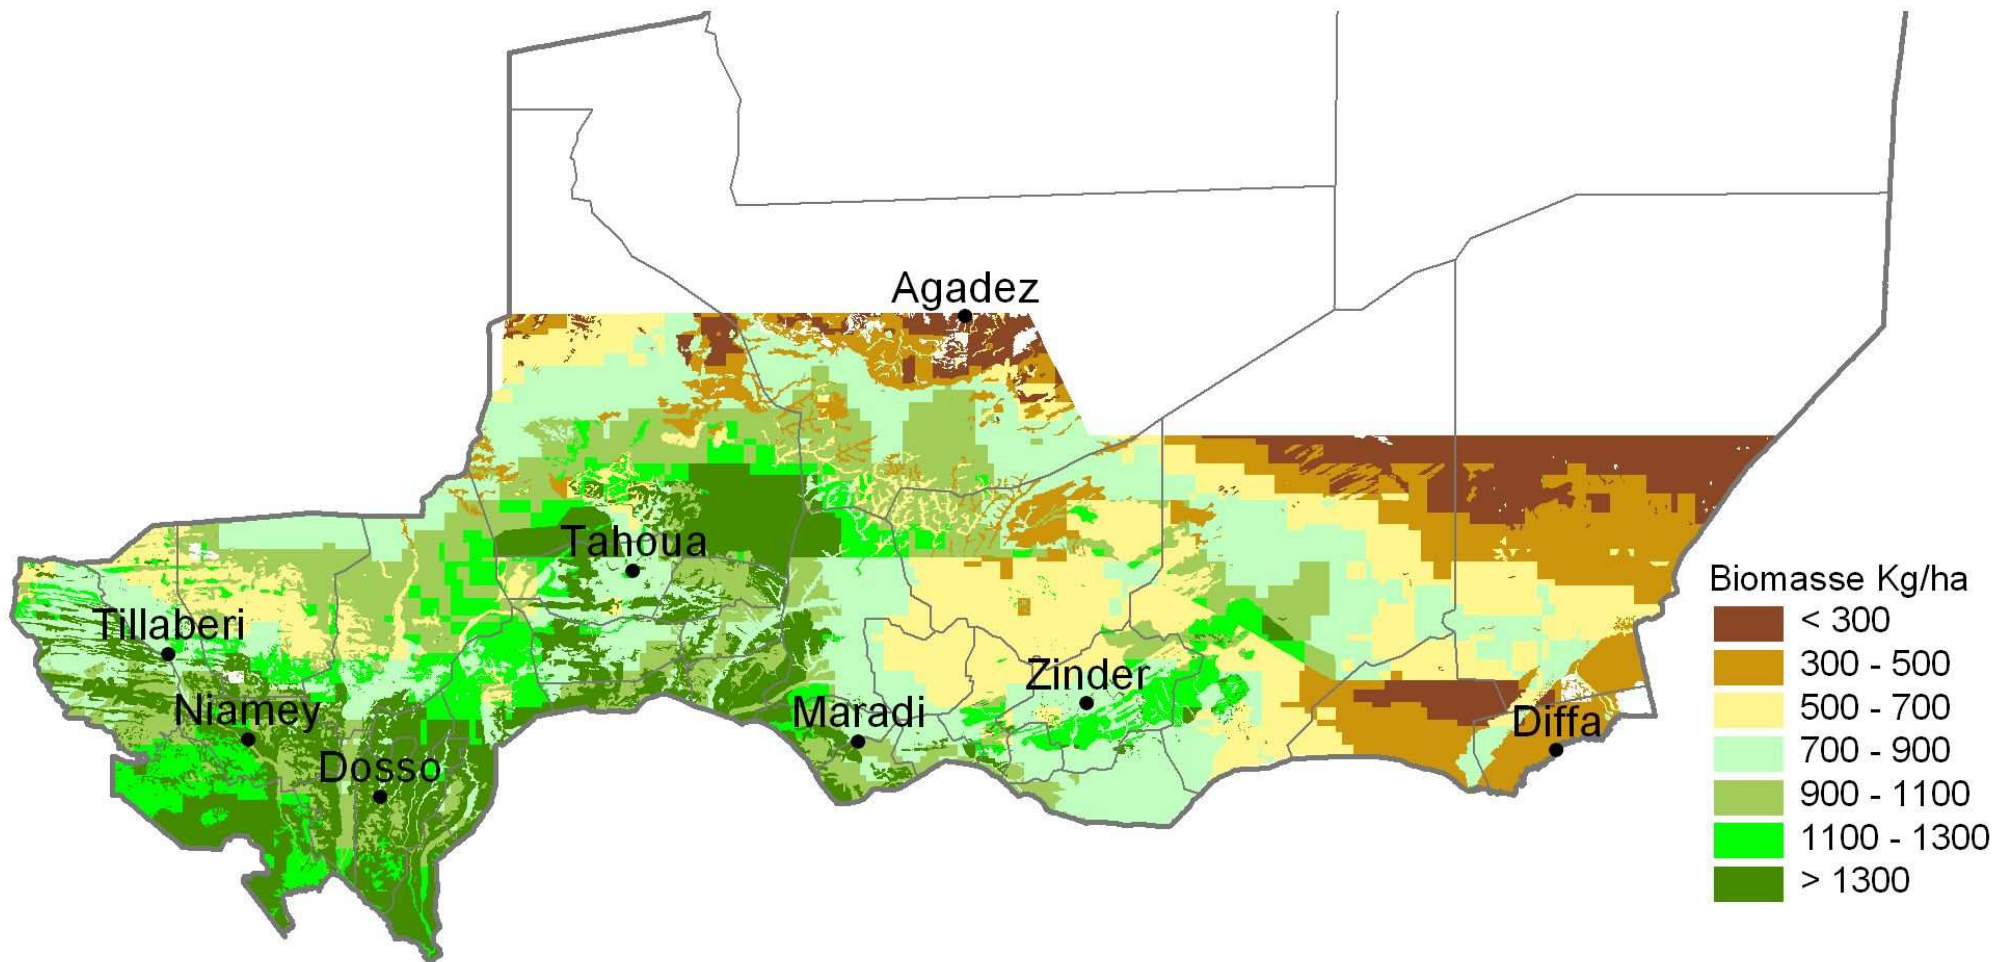 Agadez
Tahoua
Tillaberi
Niamey
Dosso
Maradi
Zinder
Diffa
Biomasse Kg/ha
< 300
300 - 500
500 - 700
700 - 900
900 - 1100
1100 - 1300
> 1300